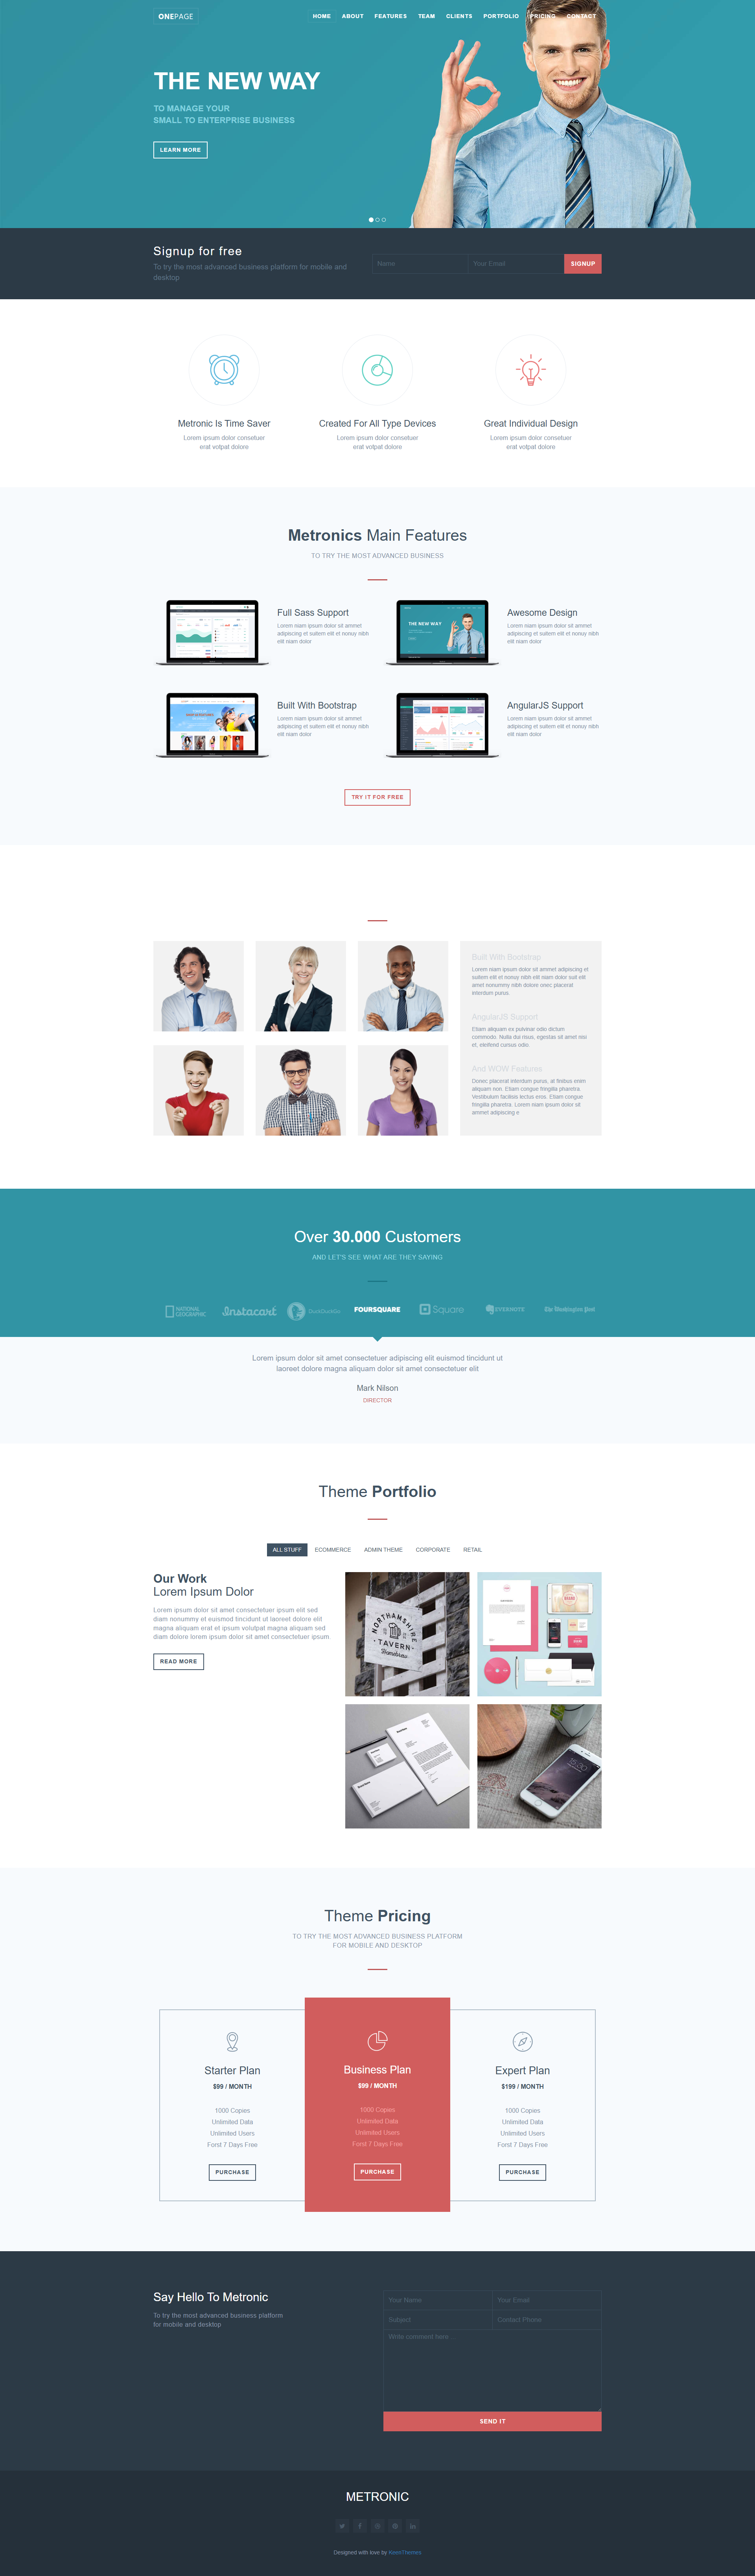 ONEPAGE
HOME ABOUT FEATURES TEAM CLIENTS PORTFOLIO PRICING CONTACT
THE NEW WAY
TO MANAGE YOUR
SMALL TO ENTERPRISE BUSINESS
LEARN MORE
Signup for free
To try the most advanced business platform for mobile and
desktop
Name
Your Email
SIGNUP
Metronic Is Time Saver
Lorem ipsum dolor consetuer
erat votpat dolore
Created For All Type Devices
Lorem ipsum dolor consetuer
erat votpat dolore
Great Individual Design
Lorem ipsum dolor consetuer
erat volpat dolore
Metronics Main Features
TO TRY THE MOST ADVANCED BUSINESS
Full Sass Support
Lorem niam ipsum dolor sit ammet
adipiscing et suitem elit et nonuy nibh
elit niam dolor
THE NEW WAY
Awesome Design
Lorem niam ipsum dolor sit ammet
adipiscing et suitem elit et nonuy nibh
elit niam dolor
Built With Bootstrap
Lorem niam ipsum dolor sit ammet
adipiscing et suitem elit et nonuy nibh
elit niam dolor
AngularJS Support
Lorem niam ipsum dolor sit ammet
adipiscing et suitem elit et nonuy nibh
elit niam dolor
TRY IT FOR FREE
Built With Bootstrap
Lorem niam ipsum dolor sit ammet adipiscing et
suitem elit et nonuy nibh elit niam dolor suit elit
amet nonummy nibh dolore onec placerat
interdum purus.
AngularJS Support
Etiam aliquam ex pulvinar odio dictum
commodo. Nulla dui risus, egestas sit amet nisi
et, eleifend cursus odio.
And WOW Features
Donec placerat interdum purus, at finibus enim
aliquam non. Etiam congue fringilla pharetra.
Vestibulum facilisis lectus eros. Etiam congue
fringilla pharetra. Lorem niam ipsum dolor sit
ammet adipiscing e
Over 30.000 Customers
AND LET'S SEE WHAT ARE THEY SAYING
NATIONAL
GEOGRAPHIC
Instacart
DuckDuckGo
FOURSQUARE
Square
EVERNOTE
The Washington Post
Lorem ipsum dolor sit amet consectetuer adipiscing elit euismod tincidunt ut
laoreet dolore magna aliquam dolor sit amet consectetuer elit
Mark Nilson
DIRECTOR
Theme Portfolio
ALL STUFF ECOMMERCE ADMIN THEME CORPORATE RETAIL
Our Work
Lorem Ipsum Dolor
Lorem ipsum dolor sit amet consectetuer ipsum elit sed
diam nonummy et euismod tincidunt ut laoreet dolore elit
magna aliquam erat et ipsum volutpat magna aliquam sed
diam dolore lorem ipsum dolor sit amet consectetuer ipsum
READ MORE
NORTHAMSHIRE
TAVERN
Homebrew
Theme Pricing
TO TRY THE MOST ADVANCED BUSINESS PLATFORM
FOR MOBILE AND DESKTOP
Starter Plan
$99 / MONTH
1000 Copies
Unlimited Data
Unlimited Users
Forst 7 Days Free
PURCHASE
Business Plan
$99 / MONTH
1000 Copies
Unlimited Data
Unlimited Users
Forst 7 Days Free
PURCHASE
Expert Plan
$199 / MONTH
1000 Copies
Unlimited Data
Unlimited Users
Forst 7 Days Free
PURCHASE
Say Hello To Metronic
To try the most advanced business platform
for mobile and desktop
Your Name
Your Email
Subject
Contact Phone
Write comment here ...
SEND IT
METRONIC
Designed with love by KeenThemes